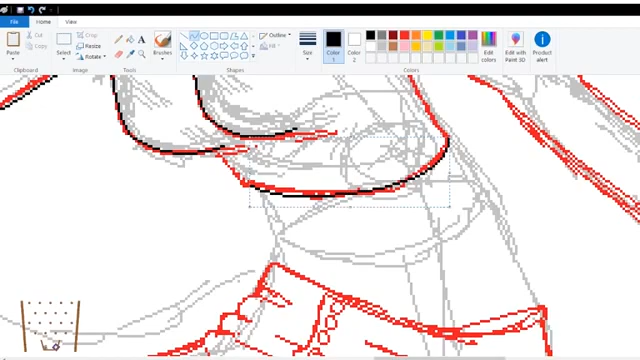 File Home View
Paste Cut Copy Clipboard
Select Crop Resize Rotate Image
Tools
Brushes
Shapes
Outline Fill
Size
Color 1 Color 2
Colors
Edit colors
Edit with Paint 3D
Product alert